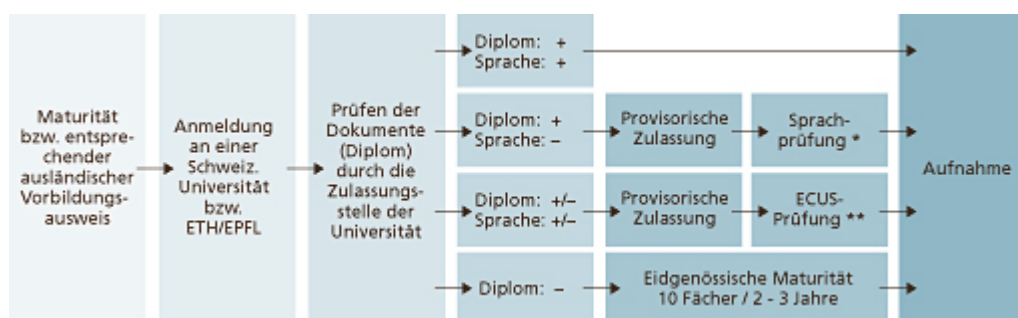 Maturität
bzw. entspre-
chender
ausländischer
Vorbildungs-
ausweis
Anmeldung
an einer
Schweiz.
Universität
bzw.
ETH/EPFL
Prüfen der
Dokumente
(Diplom)
durch die
Zulassungs-
stelle der
Universität
Diplom: +
Sprache: +
Diplom: +
Sprache: –
Provisorische
Zulassung
Sprach-
prüfung *
Diplom: +/–
Sprache: +/–
Provisorische
Zulassung
ECUS-
Prüfung **
Diplom: –
Eidgenössische Maturität
10 Fächer / 2 - 3 Jahre
Aufnahme